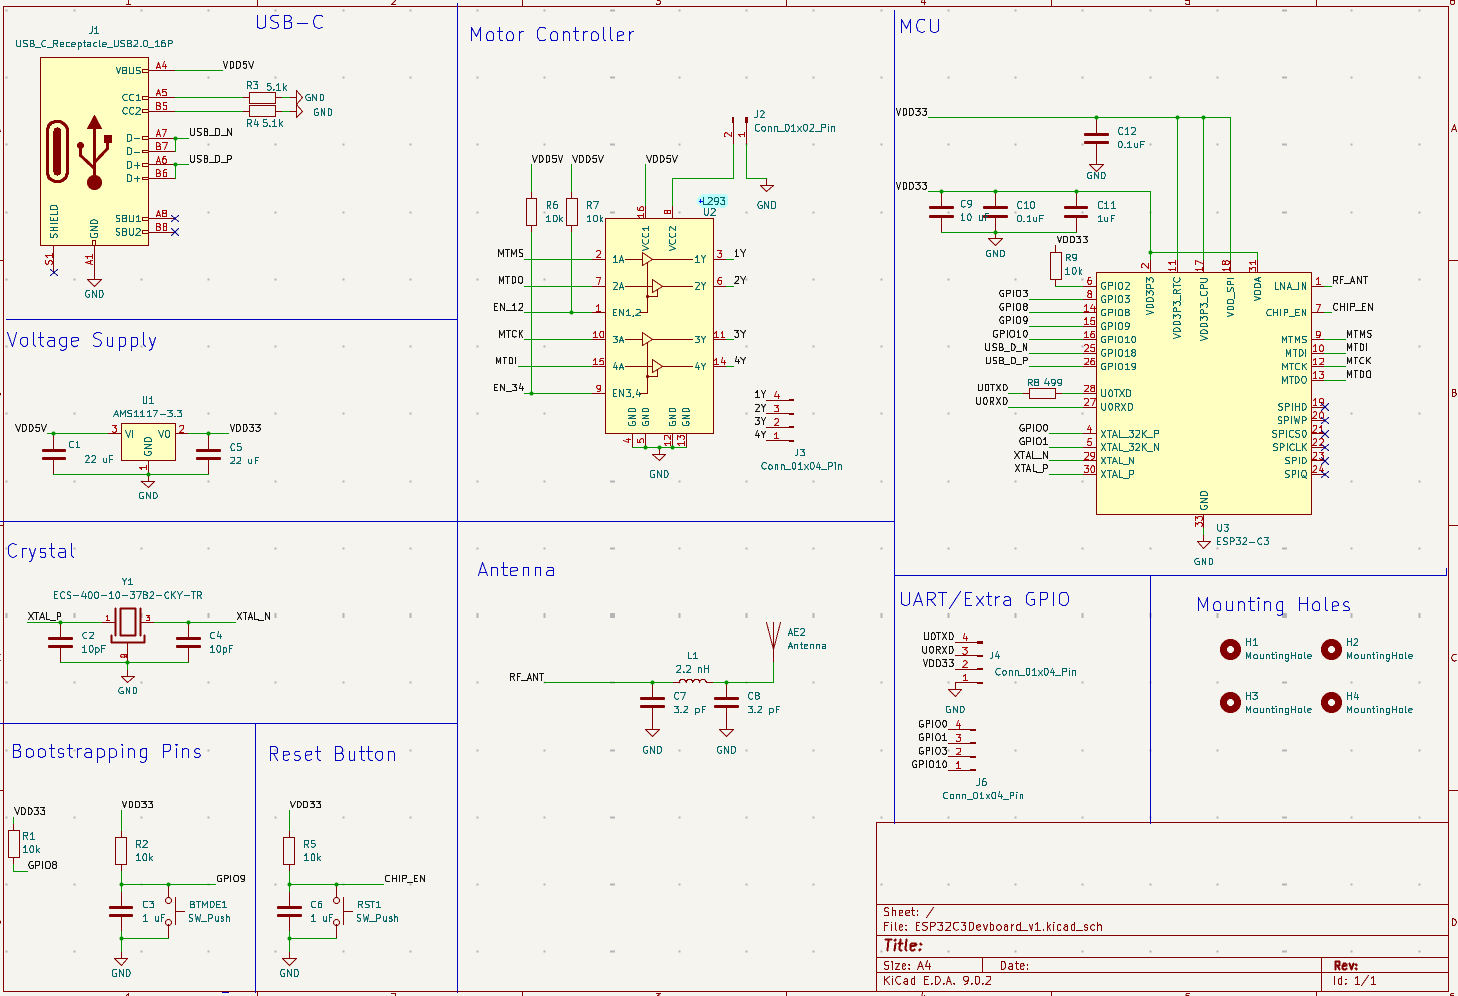 1
2
3
4
5
6
USB-C
J1
USB_C_Receptacle_USB2.0_16P
VBUS A4 VDD5V
CC1 A5 R3 5.1k GND
CC2 B5 R4 5.1k GND
D- A7 USB_D_N
D- B7
D+ A6 USB_D_P
D+ B6
SBU1 A8
SBU2 B8
SHIELD
GND
S1
A1
GND
Voltage Supply
U1
AMS1117-3.3
VDD5V 3 VI VO 2 VDD33
GND
1
C1
22 uF
C5
22 uF
GND
Crystal
Y1
ECS-400-10-37B2-CKY-TR
XTAL_P 1 3 XTAL_N
C2
10pF
C4
10pF
GND
Bootstrapping Pins
VDD33
R1
10k
GPIO8
VDD33
R2
10k
GPIO9
C3
1 uF
BTMDE1
SW_Push
GND
Reset Button
VDD33
R5
10k
CHIP_EN
C6
1 uF
RST1
SW_Push
GND
Motor Controller
J2
Conn_01x02_Pin
2
1
GND
VDD5V VDD5V VDD5V
R6
10k
R7
10k
L293
U2
16
8
VCC1
VCC2
MTMS 2 1A 1Y 3 1Y
MTDO 7 2A 2Y 6 2Y
EN_12 1 EN1,2
MTCK 10 3A 3Y 11 3Y
MTDI 15 4A 4Y 14 4Y
EN_34 9 EN3,4
GND GND GND GND
4 5 12 13
GND
1Y 4
2Y 3
3Y 2
4Y 1
J3
Conn_01x04_Pin
Antenna
AE2
Antenna
L1
2.2 nH
RF_ANT
C7
3.2 pF
C8
3.2 pF
GND
GND
MCU
VDD33
C12
0.1uF
GND
VDD33
C9
10 uF
C10
0.1uF
C11
1uF
GND
VDD33
R9
10k
2 11 17 18 31
VDD3P3
VDD3P3_RTC
VDD3P3_CPU
VDD_SPI
VDDA
6 GPIO2
GPIO3 8 GPIO3
GPIO8 14 GPIO8
GPIO9 15 GPIO9
GPIO10 16 GPIO10
USB_D_N 25 GPIO18
USB_D_P 26 GPIO19
U0TXD R8 499 28 U0TXD
U0RXD 27 U0RXD
GPIO0 4 XTAL_32K_P
GPIO1 5 XTAL_32K_N
XTAL_N 29 XTAL_N
XTAL_P 30 XTAL_P
LNA_IN 1 RF_ANT
CHIP_EN 7 CHIP_EN
MTMS 9 MTMS
MTDI 10 MTDI
MTCK 12 MTCK
MTDO 13 MTDO
SPIHD 19
SPIWP 20
SPICS0 21
SPICLK 22
SPID 23
SPIQ 24
GND
33
U3
ESP32-C3
GND
UART/Extra GPIO
U0TXD 4
U0RXD 3
VDD33 2
1
J4
Conn_01x04_Pin
GND
GPIO0 4
GPIO1 3
GPIO3 2
GPIO10 1
J6
Conn_01x04_Pin
Mounting Holes
H1
MountingHole
H2
MountingHole
H3
MountingHole
H4
MountingHole
A
B
C
D
Sheet: /
File: ESP32C3Devboard_v1.kicad_sch
Title:
Size: A4 Date: Rev:
KiCad E.D.A. 9.0.2 Id: 1/1